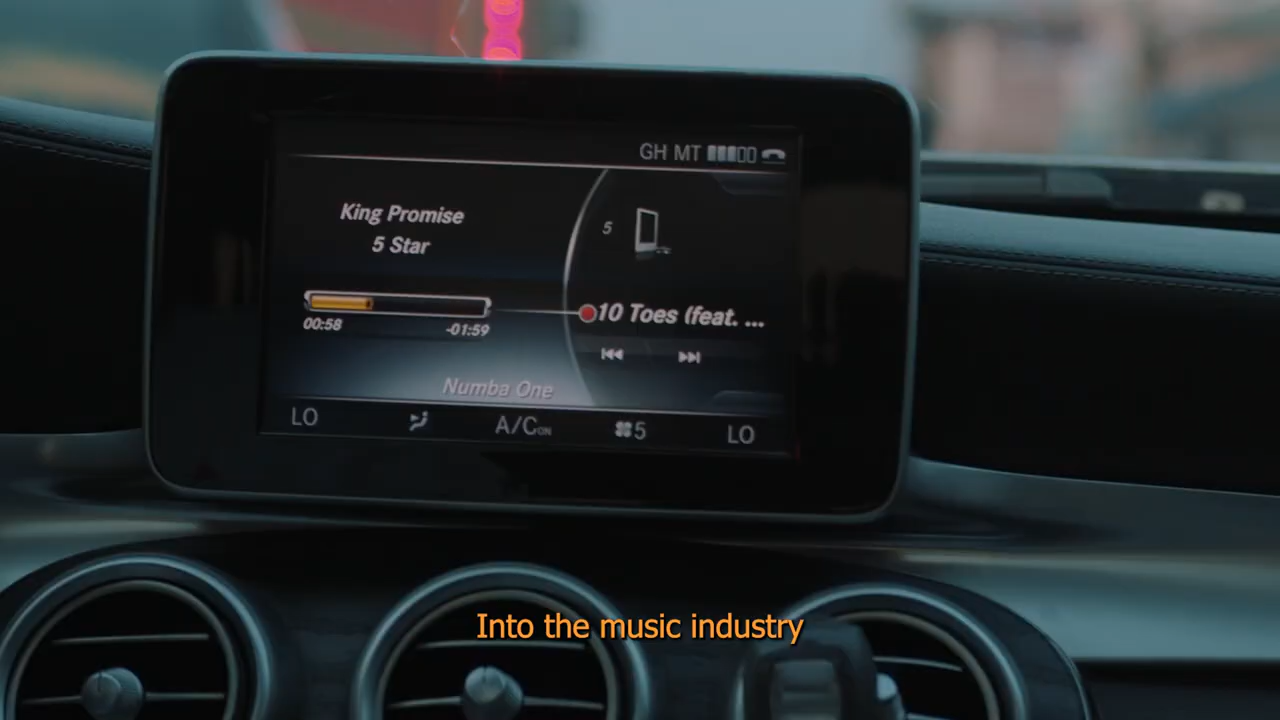 GH MT
King Promise
5 Star
5
00:58
-01:59
10 Toes (feat. ...
Numba One
LO
A/C ON
5
LO
Into the music industry